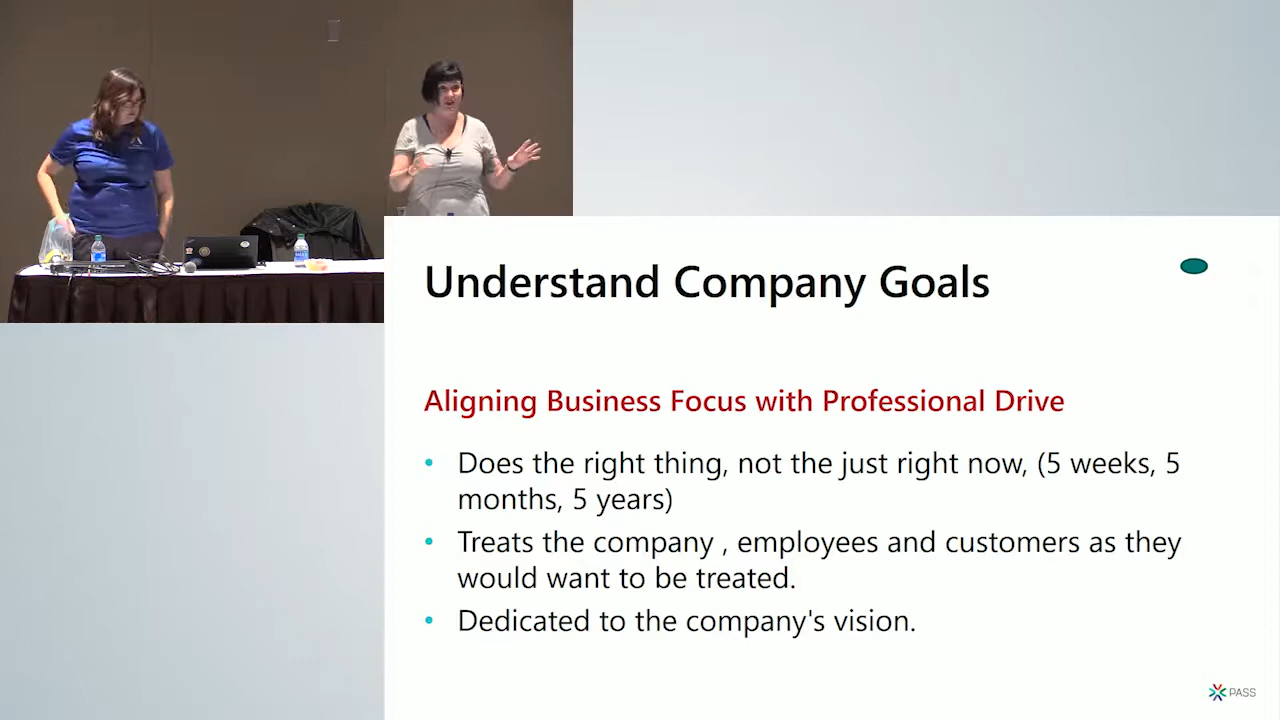 Understand Company Goals
Aligning Business Focus with Professional Drive
• Does the right thing, not the just right now, (5 weeks, 5
months, 5 years)
• Treats the company , employees and customers as they
would want to be treated.
• Dedicated to the company's vision.
PASS